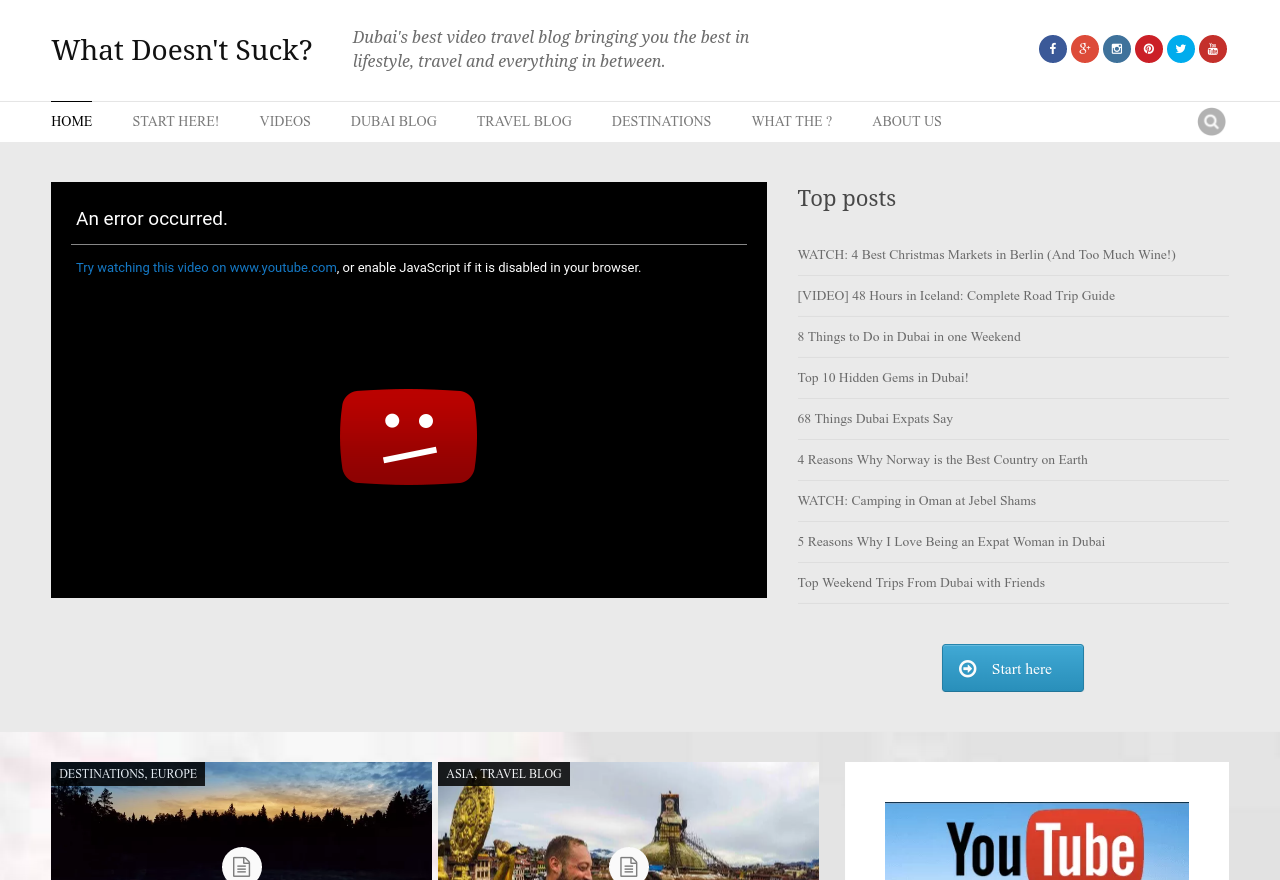 What Doesn't Suck?
Dubai's best video travel blog bringing you the best in
lifestyle, travel and everything in between.
HOME
START HERE!
VIDEOS
DUBAI BLOG
TRAVEL BLOG
DESTINATIONS
WHAT THE ?
ABOUT US
An error occurred.
Try watching this video on www.youtube.com, or enable JavaScript if it is disabled in your browser.
Top posts
WATCH: 4 Best Christmas Markets in Berlin (And Too Much Wine!)
[VIDEO] 48 Hours in Iceland: Complete Road Trip Guide
8 Things to Do in Dubai in one Weekend
Top 10 Hidden Gems in Dubai!
68 Things Dubai Expats Say
4 Reasons Why Norway is the Best Country on Earth
WATCH: Camping in Oman at Jebel Shams
5 Reasons Why I Love Being an Expat Woman in Dubai
Top Weekend Trips From Dubai with Friends
Start here
DESTINATIONS, EUROPE
ASIA, TRAVEL BLOG
YouTube